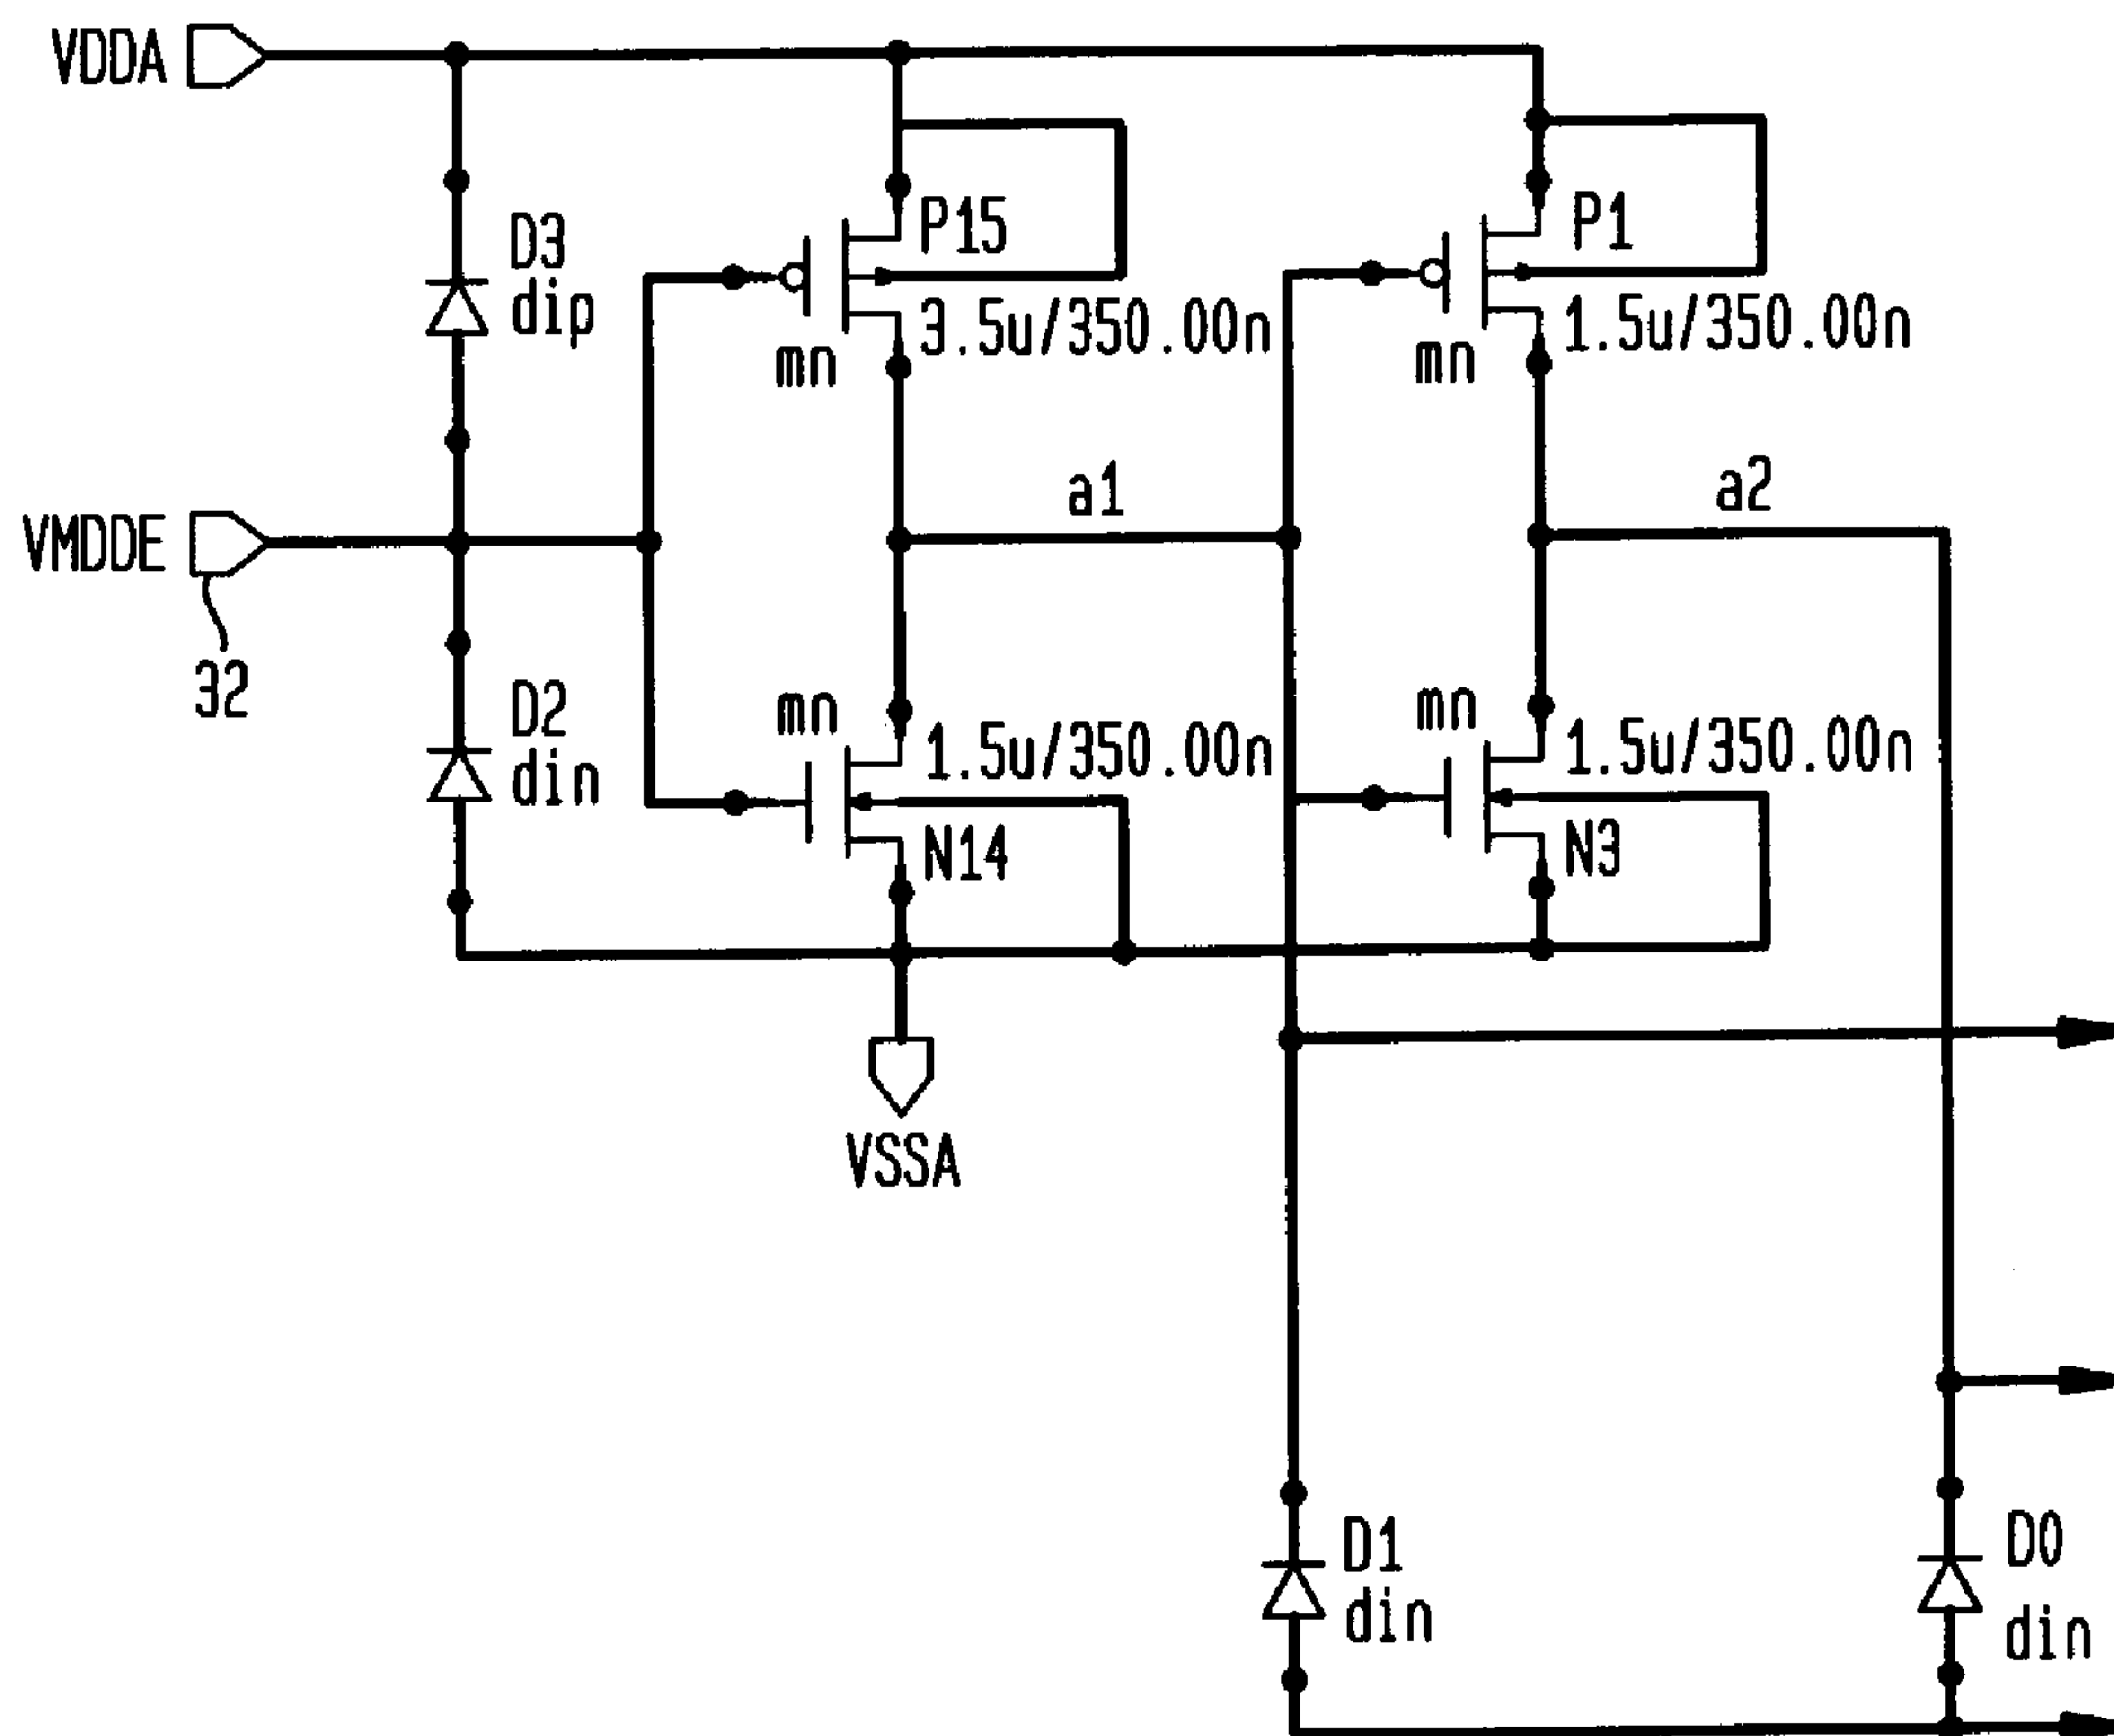 VDDA
D3
dip
P15
3.5u/350.00n
mn
P1
1.5u/350.00n
mn
a1
a2
VMDDE
32
D2
din
mn
1.5u/350.00n
N14
mn
1.5u/350.00n
N3
VSSA
D1
din
D0
din